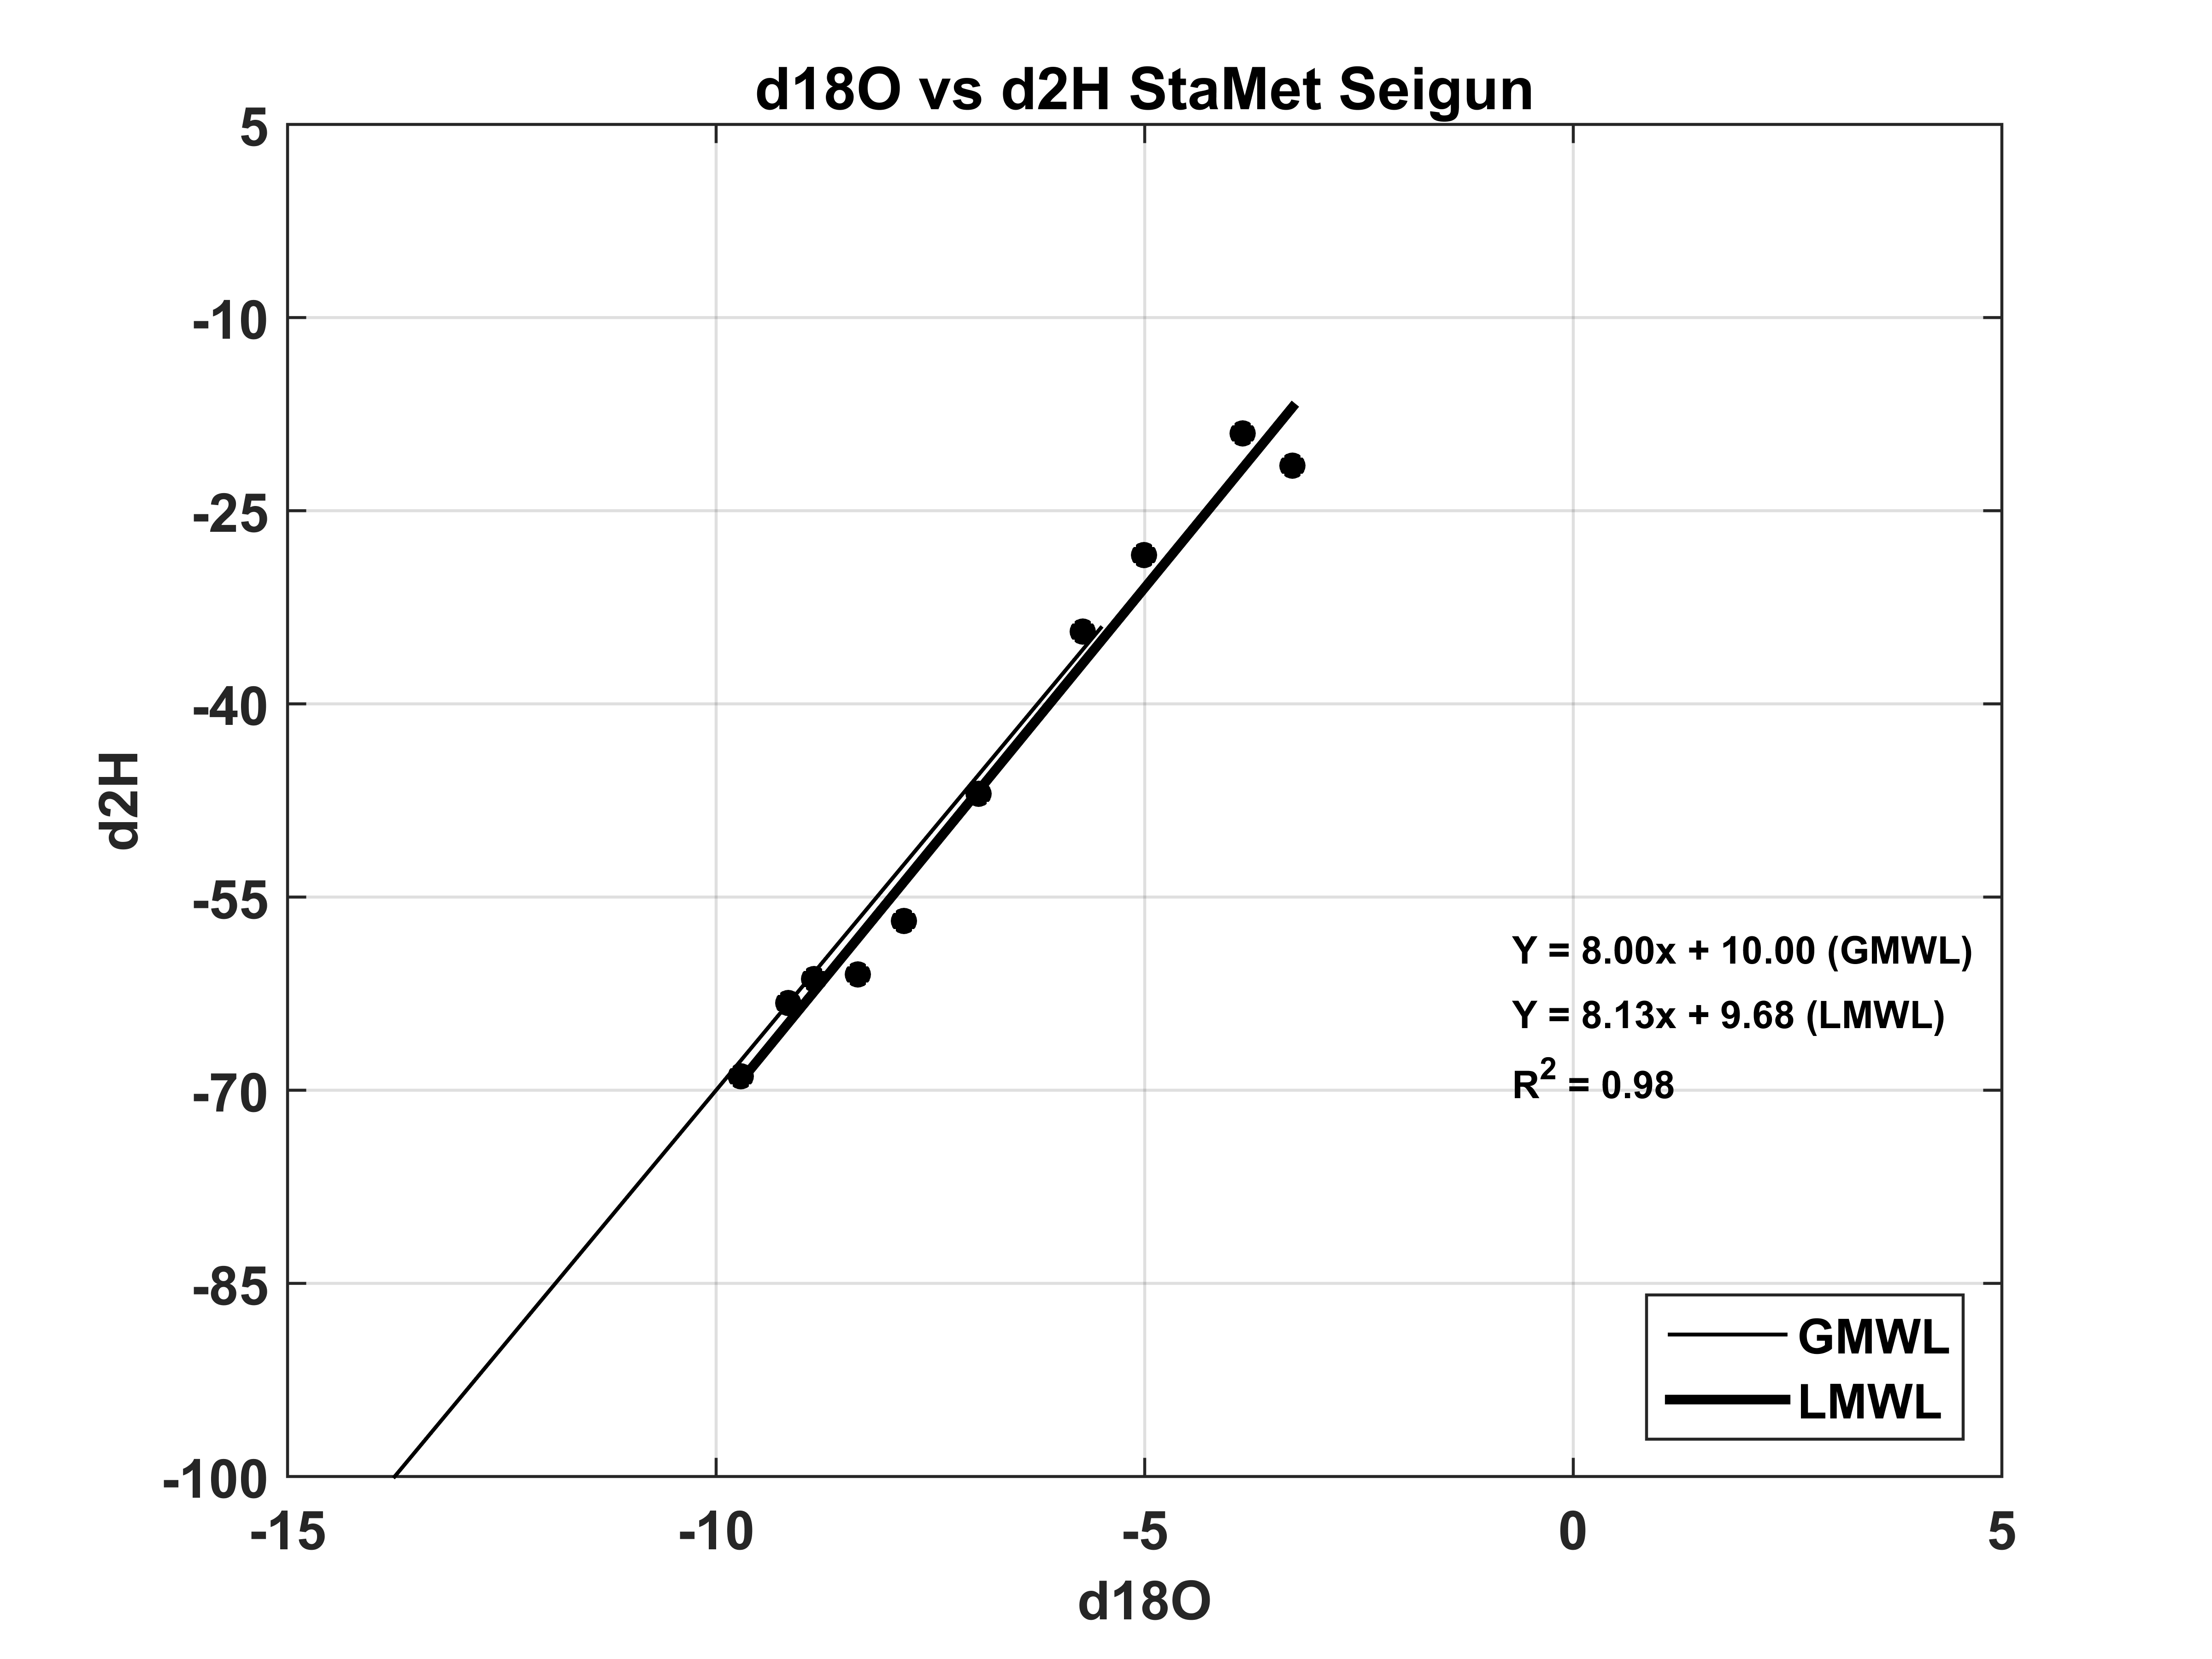 d18O vs d2H StaMet Seigun
5
-10
-25
-40
-55
-70
-85
-100
d2H
Y = 8.00x + 10.00 (GMWL)
Y = 8.13x + 9.68 (LMWL)
R² = 0.98
GMWL
LMWL
-15 -10 -5 0 5
d18O